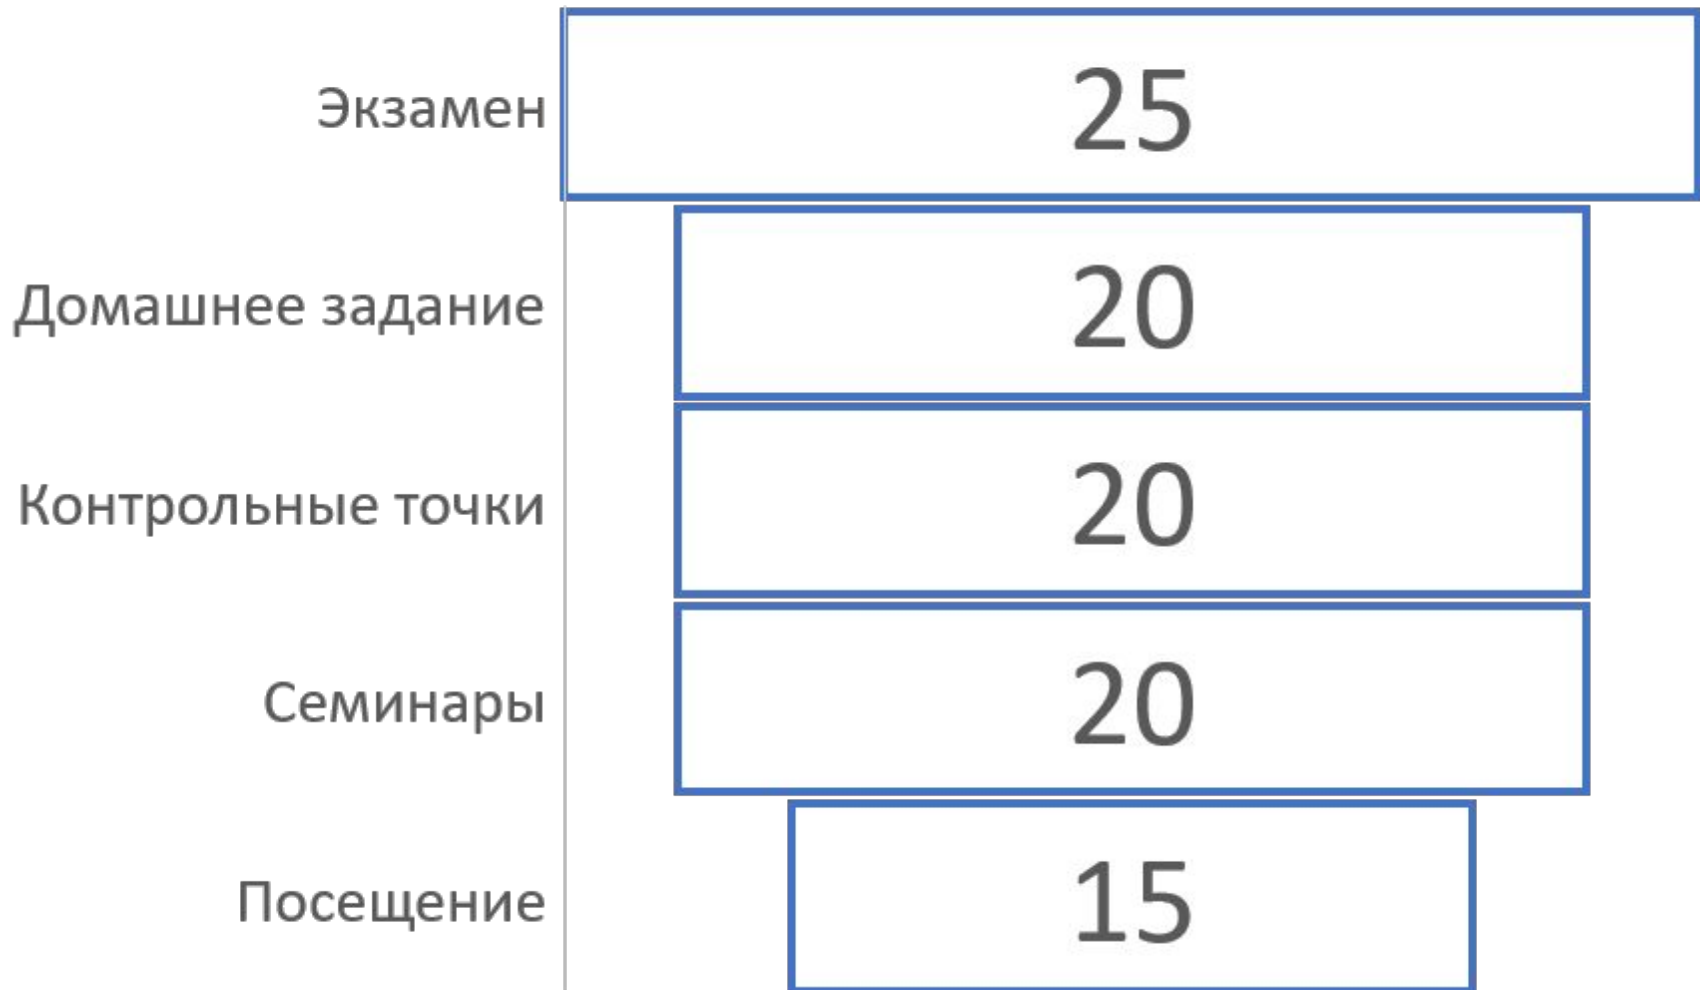 Экзамен 25
Домашнее задание 20
Контрольные точки 20
Семинары 20
Посещение 15